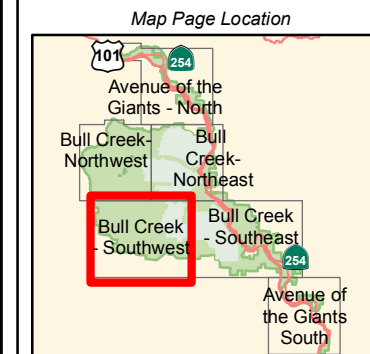 Map Page Location
101
254
Avenue of the
Giants - North
Bull Creek-
Northwest
Bull
Creek-
Northeast
Bull Creek
- Southwest
Bull Creek
- Southeast
254
Avenue of
the Giants
South